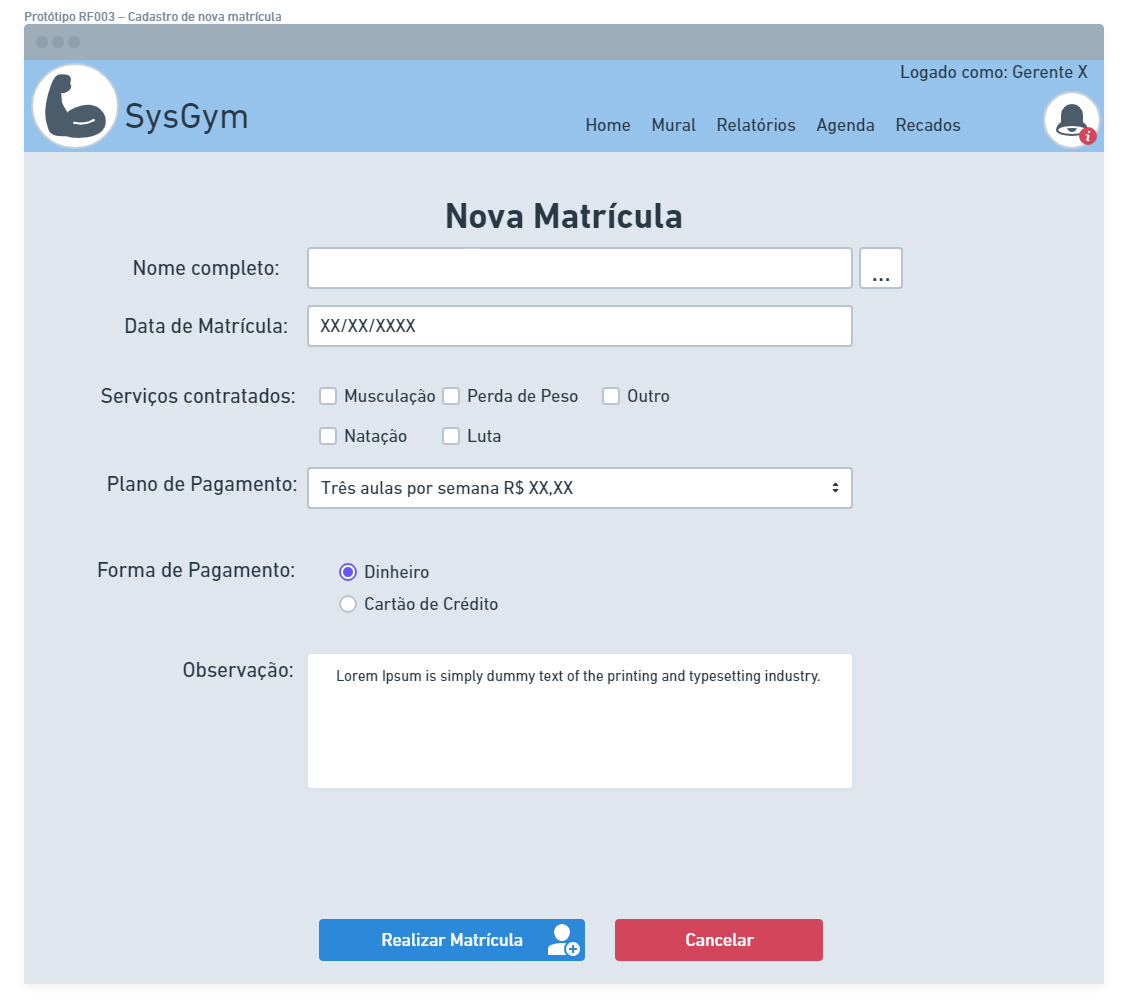 Protótipo RF003 – Cadastro de nova matrícula
Logado como: Gerente X
SysGym
Home Mural Relatórios Agenda Recados
i
Nova Matrícula
Nome completo:
...
Data de Matrícula: XX/XX/XXXX
Serviços contratados: Musculação Perda de Peso Outro
Natação Luta
Plano de Pagamento: Três aulas por semana R$ XX,XX
Forma de Pagamento: Dinheiro
Cartão de Crédito
Observação: Lorem Ipsum is simply dummy text of the printing and typesetting industry.
Realizar Matrícula Cancelar